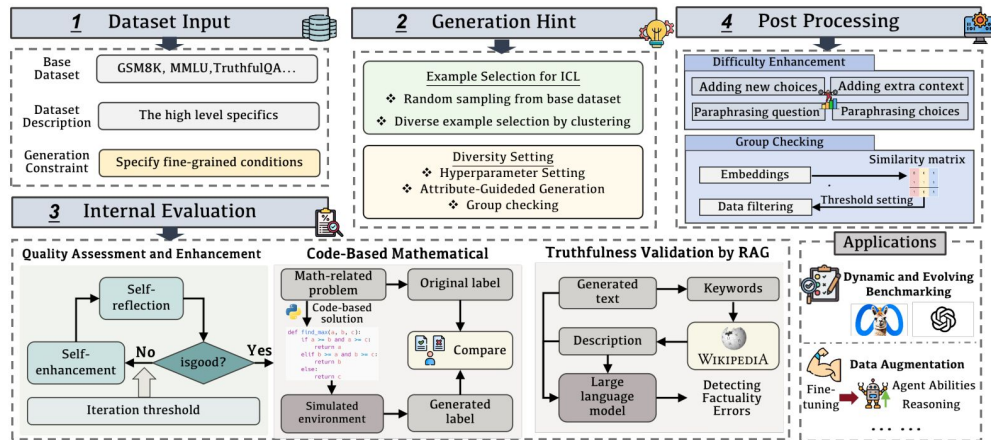 1 Dataset Input
Base
Dataset
GSM8K, MMLU,TruthfulQA...
Dataset
Description
The high level specifics
Generation
Constraint
Specify fine-grained conditions
2 Generation Hint
Example Selection for ICL
❖ Random sampling from base dataset
❖ Diverse example selection by clustering
Diversity Setting
❖ Hyperparameter Setting
❖ Attribute-Guideded Generation
❖ Group checking
4 Post Processing
Difficulty Enhancement
Adding new choices
Adding extra context
Paraphrasing question
Paraphrasing choices
Group Checking
Similarity matrix
Embeddings
Data filtering
Threshold setting
3 Internal Evaluation
Quality Assessment and Enhancement
Self-
reflection
Self-
enhancement
No
isgood?
Yes
Iteration threshold
Code-Based Mathematical
Math-related
problem
Original label
Code-based
solution
def find_max(a, b, c):
if a >= b and a >= c:
return a
elif b >= a and b >= c:
return b
else:
return c
Compare
Simulated
environment
Generated
label
Truthfulness Validation by RAG
Generated
text
Keywords
Description
WIKIPEDIA
Large
language
model
Detecting
Factuality
Errors
Applications
Dynamic and Evolving
Benchmarking
Data Augmentation
Fine-
tuning
Agent Abilities
Reasoning
... ...